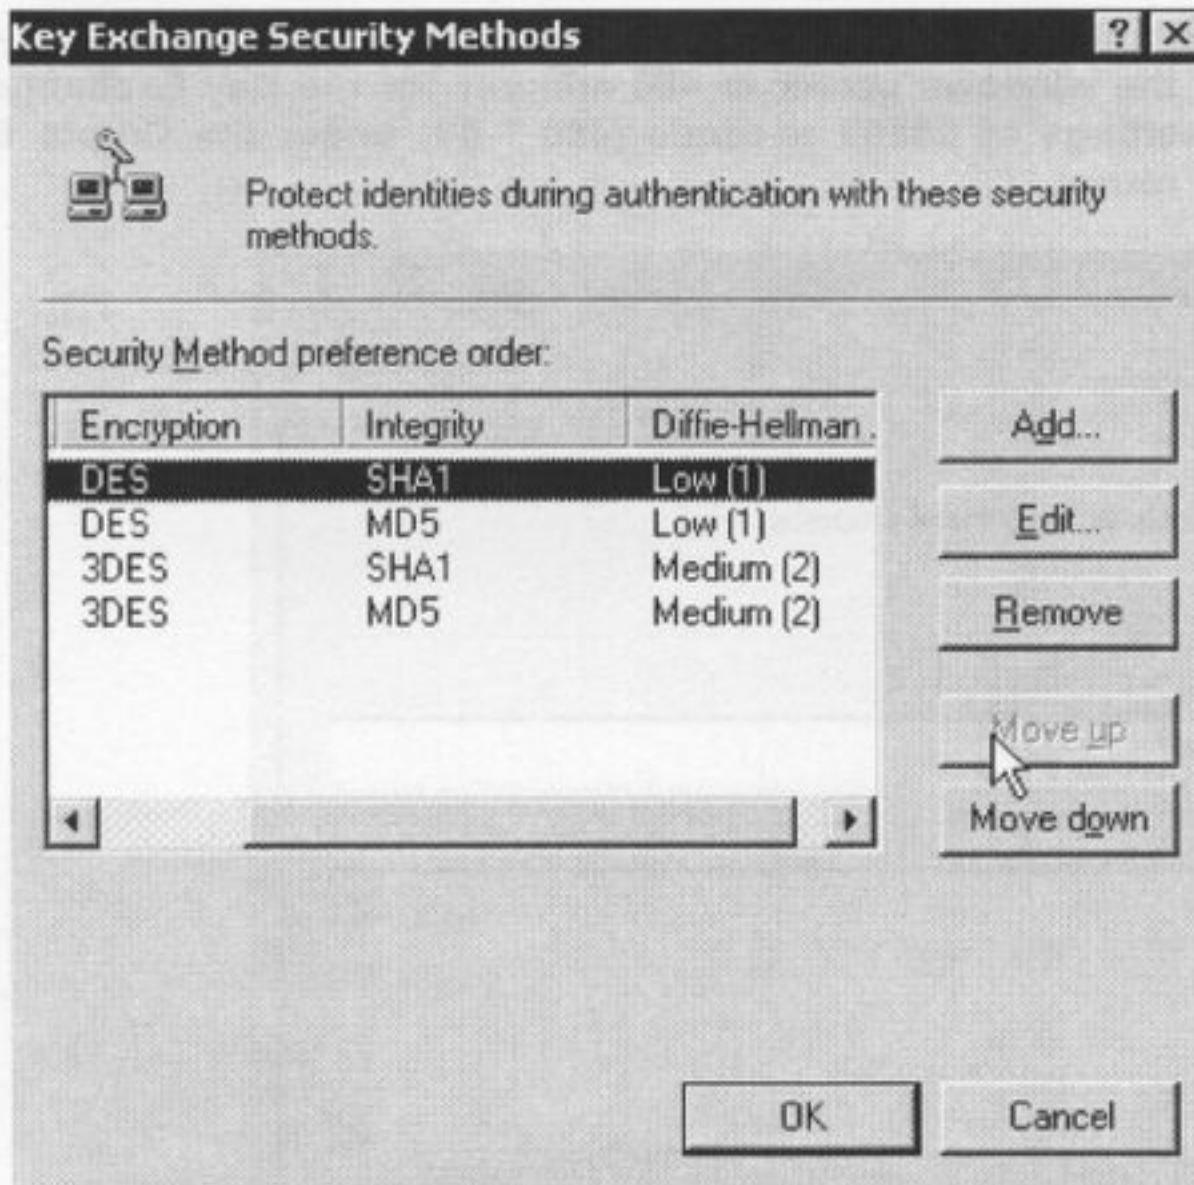 Key Exchange Security Methods
Protect identities during authentication with these security
methods.
Security Method preference order:
Encryption Integrity Diffie-Hellman .
DES SHA1 Low (1)
DES MD5 Low (1)
3DES SHA1 Medium (2)
3DES MD5 Medium (2)
Add...
Edit...
Remove
Move up
Move down
OK Cancel